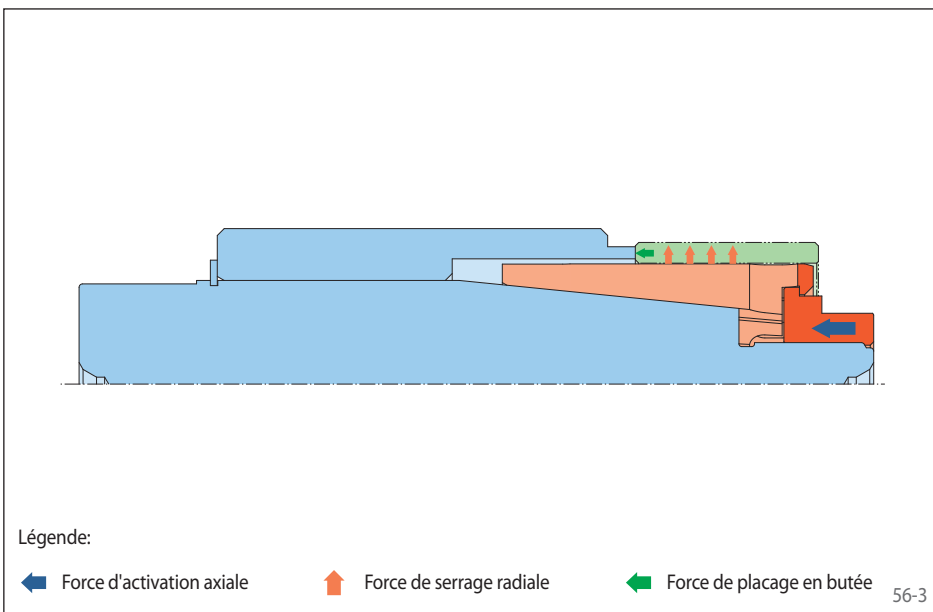 Légende:
Force d'activation axiale
Force de serrage radiale
Force de placage en butée
56-3